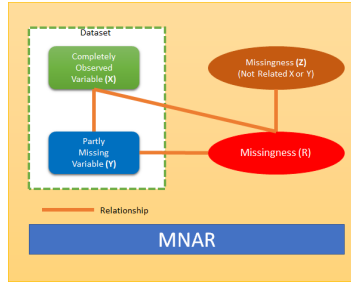 Dataset
Completely
Observed
Variable (X)
Missingness (Z)
(Not Related X or Y)
Partly
Missing
Variable (Y)
Missingness (R)
Relationship
MNAR